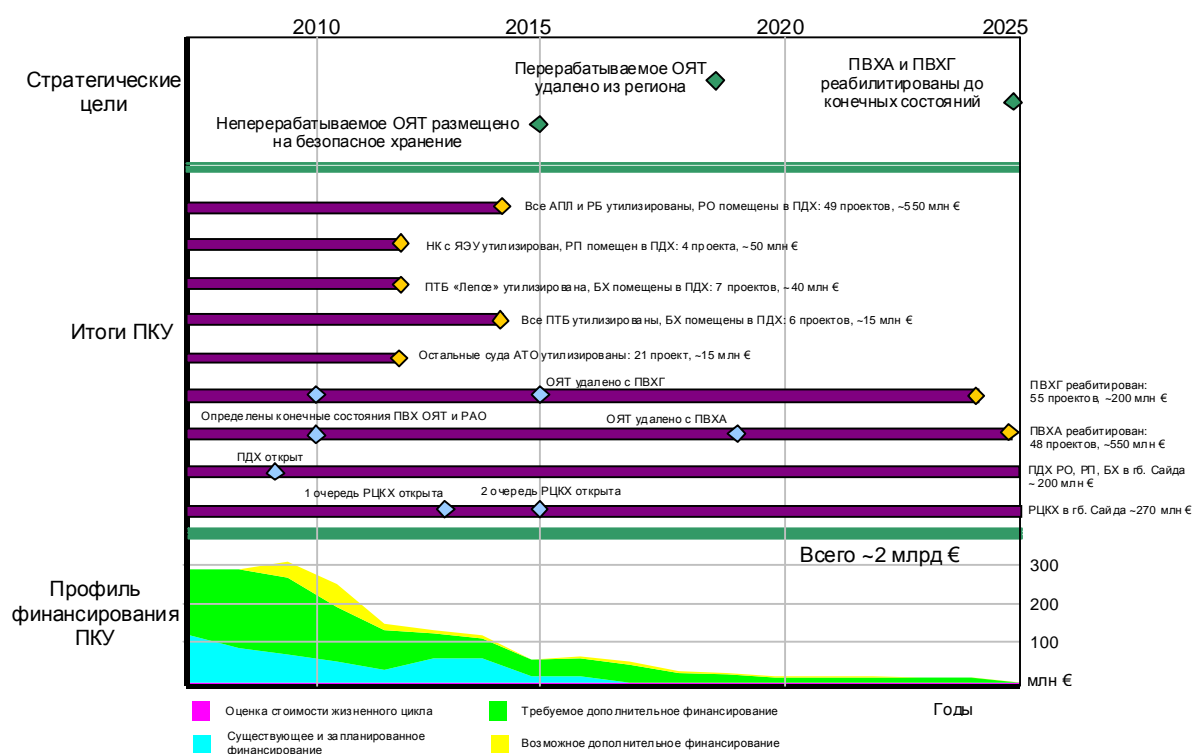 2010 2015 2020 2025
Стратегические
цели
Перерабатываемое ОЯТ
удалено из региона
ПВХА и ПВХГ
реабилитированы до
конечных состояний
Неперерабатываемое ОЯТ размещено
на безопасное хранение
Итоги ПКУ
Все АПЛ и РБ утилизированы, РО помещены в ПДХ: 49 проектов, ~550 млн €
НК с ЯЭУ утилизирован, РП помещен в ПДХ: 4 проекта, ~50 млн €
ПТБ «Лепсе» утилизирована, БХ помещены в ПДХ: 7 проектов, ~40 млн €
Все ПТБ утилизированы, БХ помещены в ПДХ: 6 проектов, ~15 млн €
Остальные суда АТО утилизированы: 21 проект, ~15 млн €
ОЯТ удалено с ПВХГ
ПВХГ реабитирован:
55 проектов, ~200 млн €
Определены конечные состояния ПВХ ОЯТ и РАО
ОЯТ удалено с ПВХА
ПВХА реабитирован:
48 проектов, ~550 млн €
ПДХ открыт
ПДХ РО, РП, БХ в гб. Сайда
~ 200 млн €
1 очередь РЦКХ открыта
2 очередь РЦКХ открыта
РЦКХ в гб. Сайда ~270 млн €
Всего ~2 млрд €
Профиль
финансирования
ПКУ
300
200
100
млн €
Годы
Оценка стоимости жизненного цикла
Требуемое дополнительное финансирование
Существующее и запланированное
финансирование
Возможное дополнительное финансирование